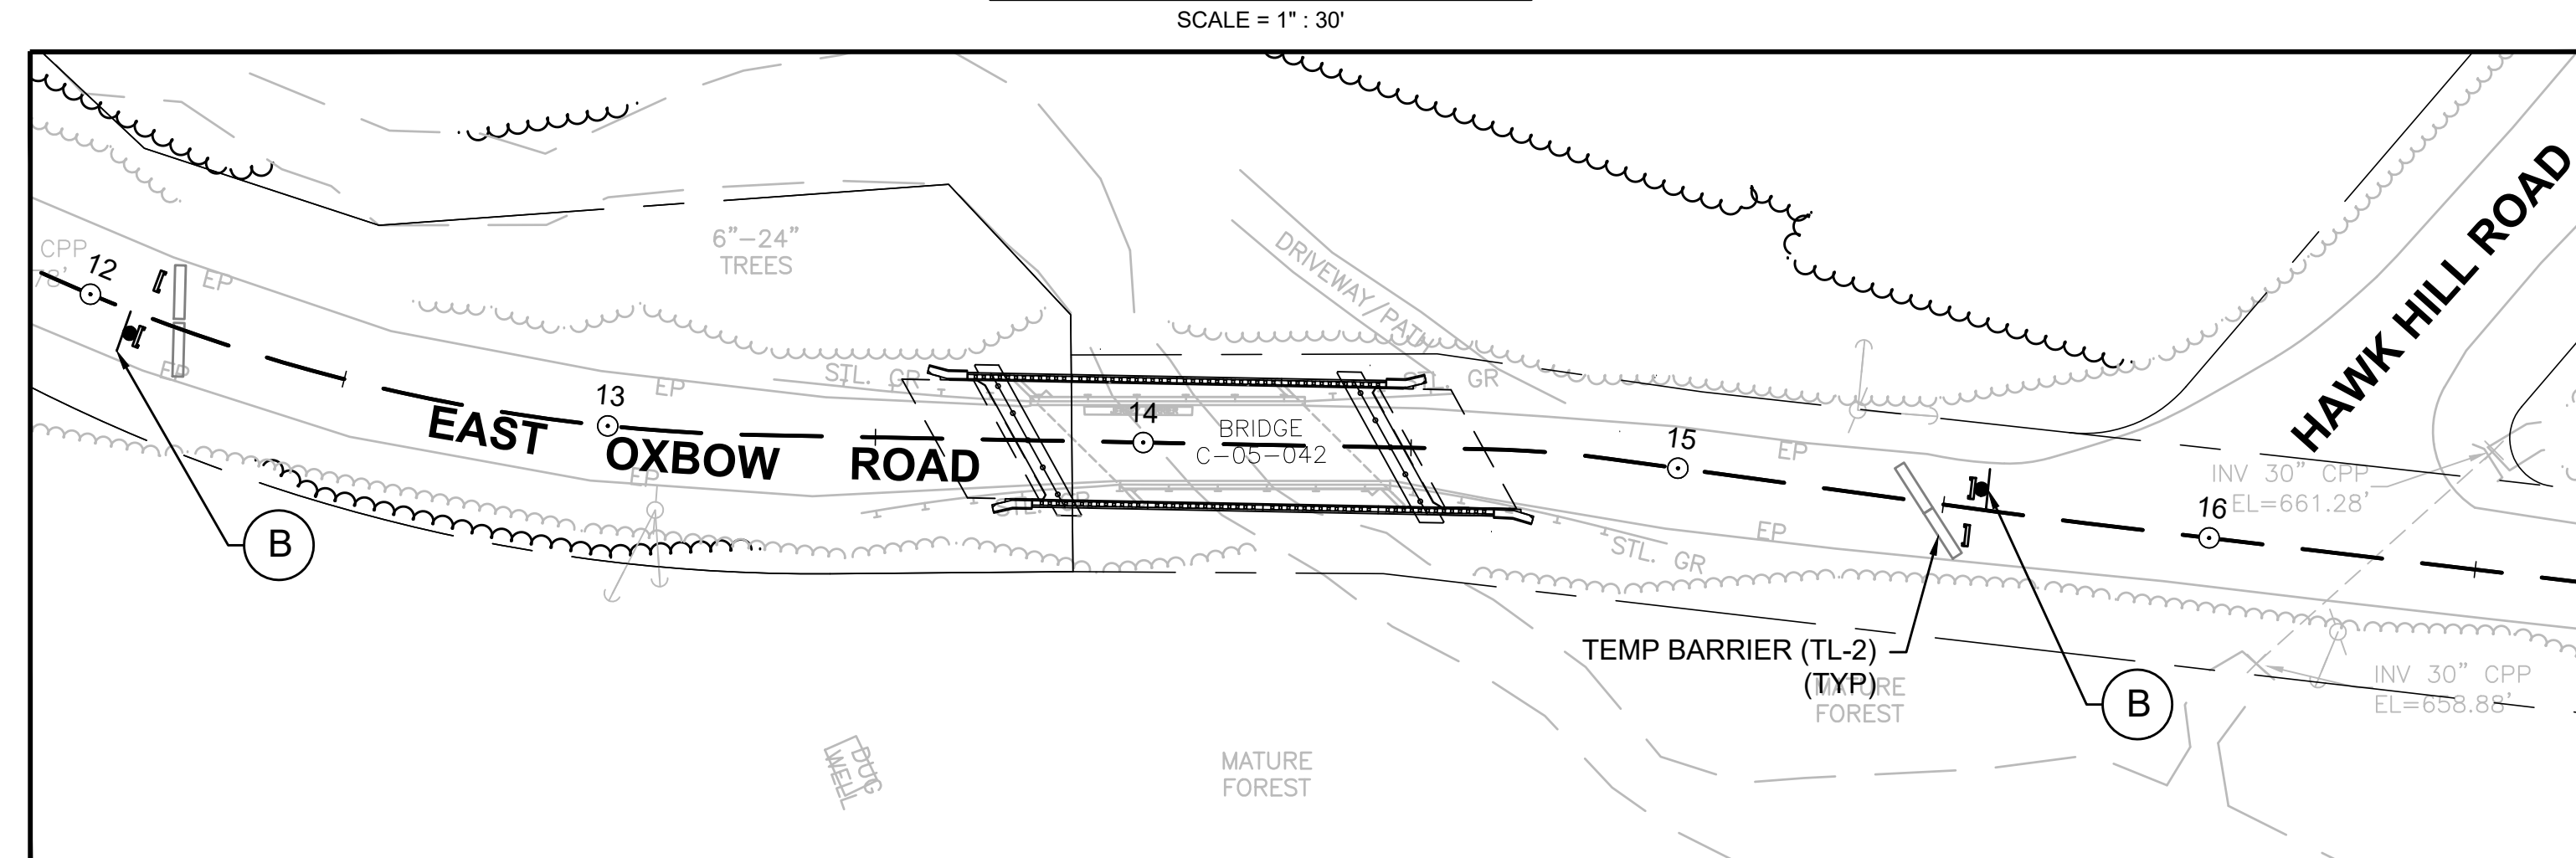 SCALE = 1" : 30'
6"-24"
TREES
DRIVEWAY/PATH
HAWK HILL ROAD
CPP
78'
12
EP
EP
EP
STL. GR
STL. GR
13
14
BRIDGE
C-05-042
15
EP
EAST OXBOW ROAD
EP
STL. GR
INV 30" CPP
EL=661.28'
16
EP
STL. GR
B
TEMP BARRIER (TL-2)
(TYP)
MATURE
FOREST
INV 30" CPP
EL=658.88'
B
DUG
WELL
MATURE
FOREST